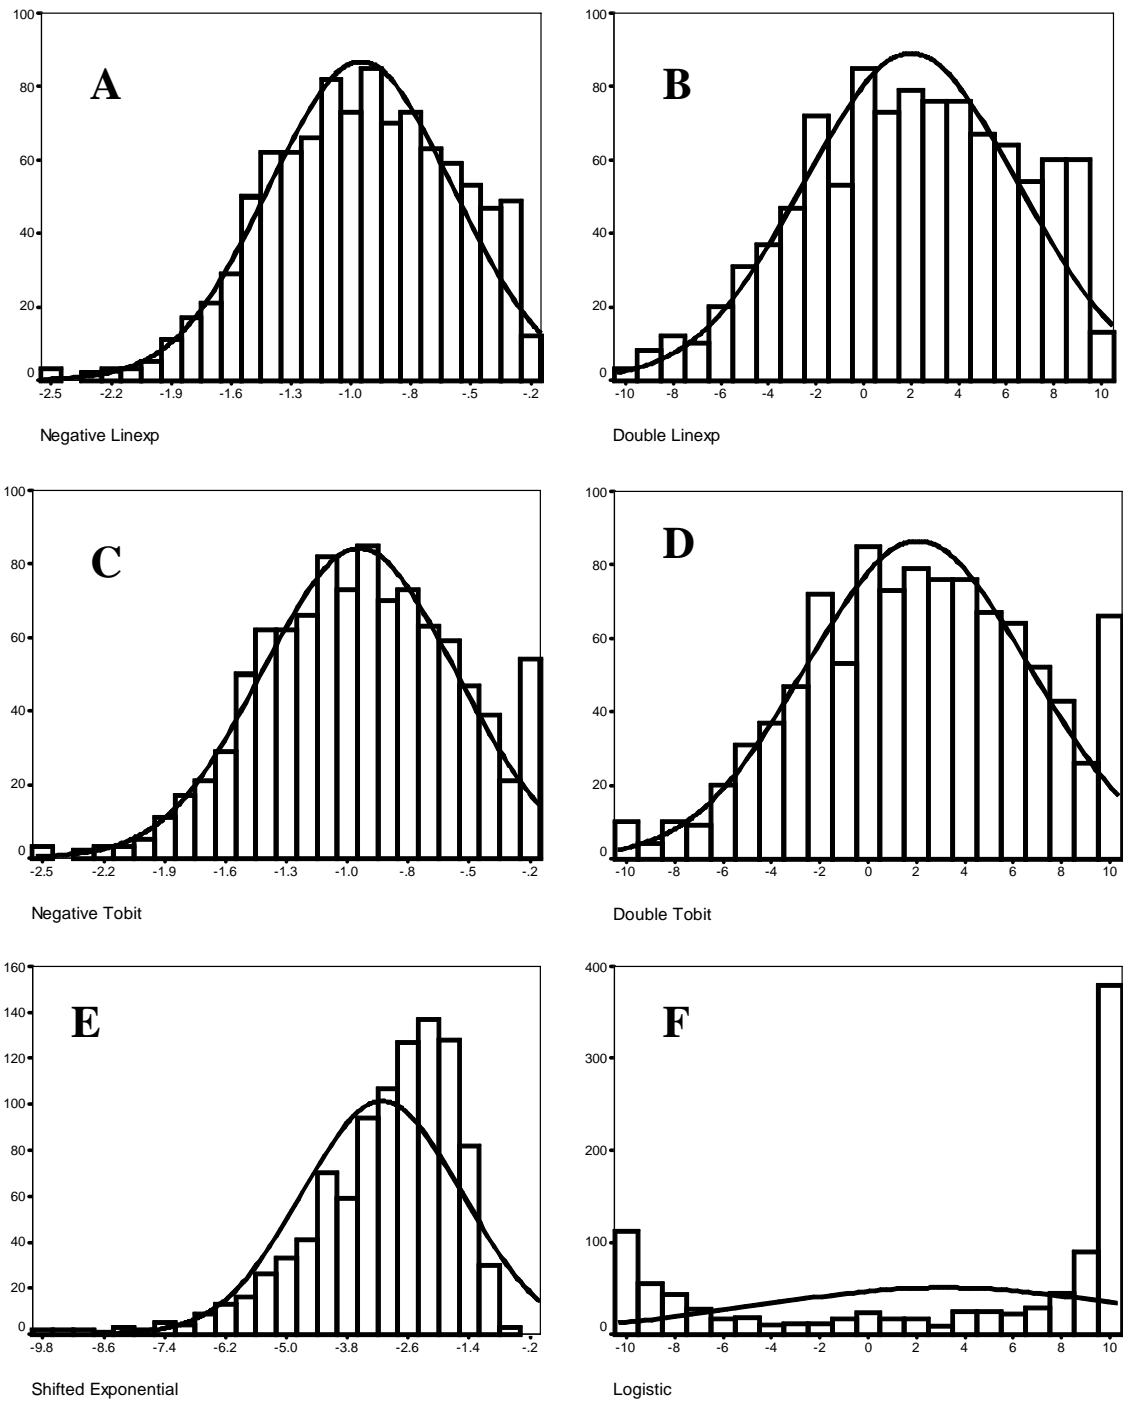 100
80
60
40
20
0
A
-2.5 -2.2 -1.9 -1.6 -1.3 -1.0 -.8 -.5 -.2
Negative Linexp
100
80
60
40
20
0
B
-10 -8 -6 -4 -2 0 2 4 6 8 10
Double Linexp
100
80
60
40
20
0
C
-2.5 -2.2 -1.9 -1.6 -1.3 -1.0 -.8 -.5 -.2
Negative Tobit
100
80
60
40
20
0
D
-10 -8 -6 -4 -2 0 2 4 6 8 10
Double Tobit
160
140
120
100
80
60
40
20
0
E
-9.8 -8.6 -7.4 -6.2 -5.0 -3.8 -2.6 -1.4 -.2
Shifted Exponential
400
300
200
100
0
F
-10 -8 -6 -4 -2 0 2 4 6 8 10
Logistic